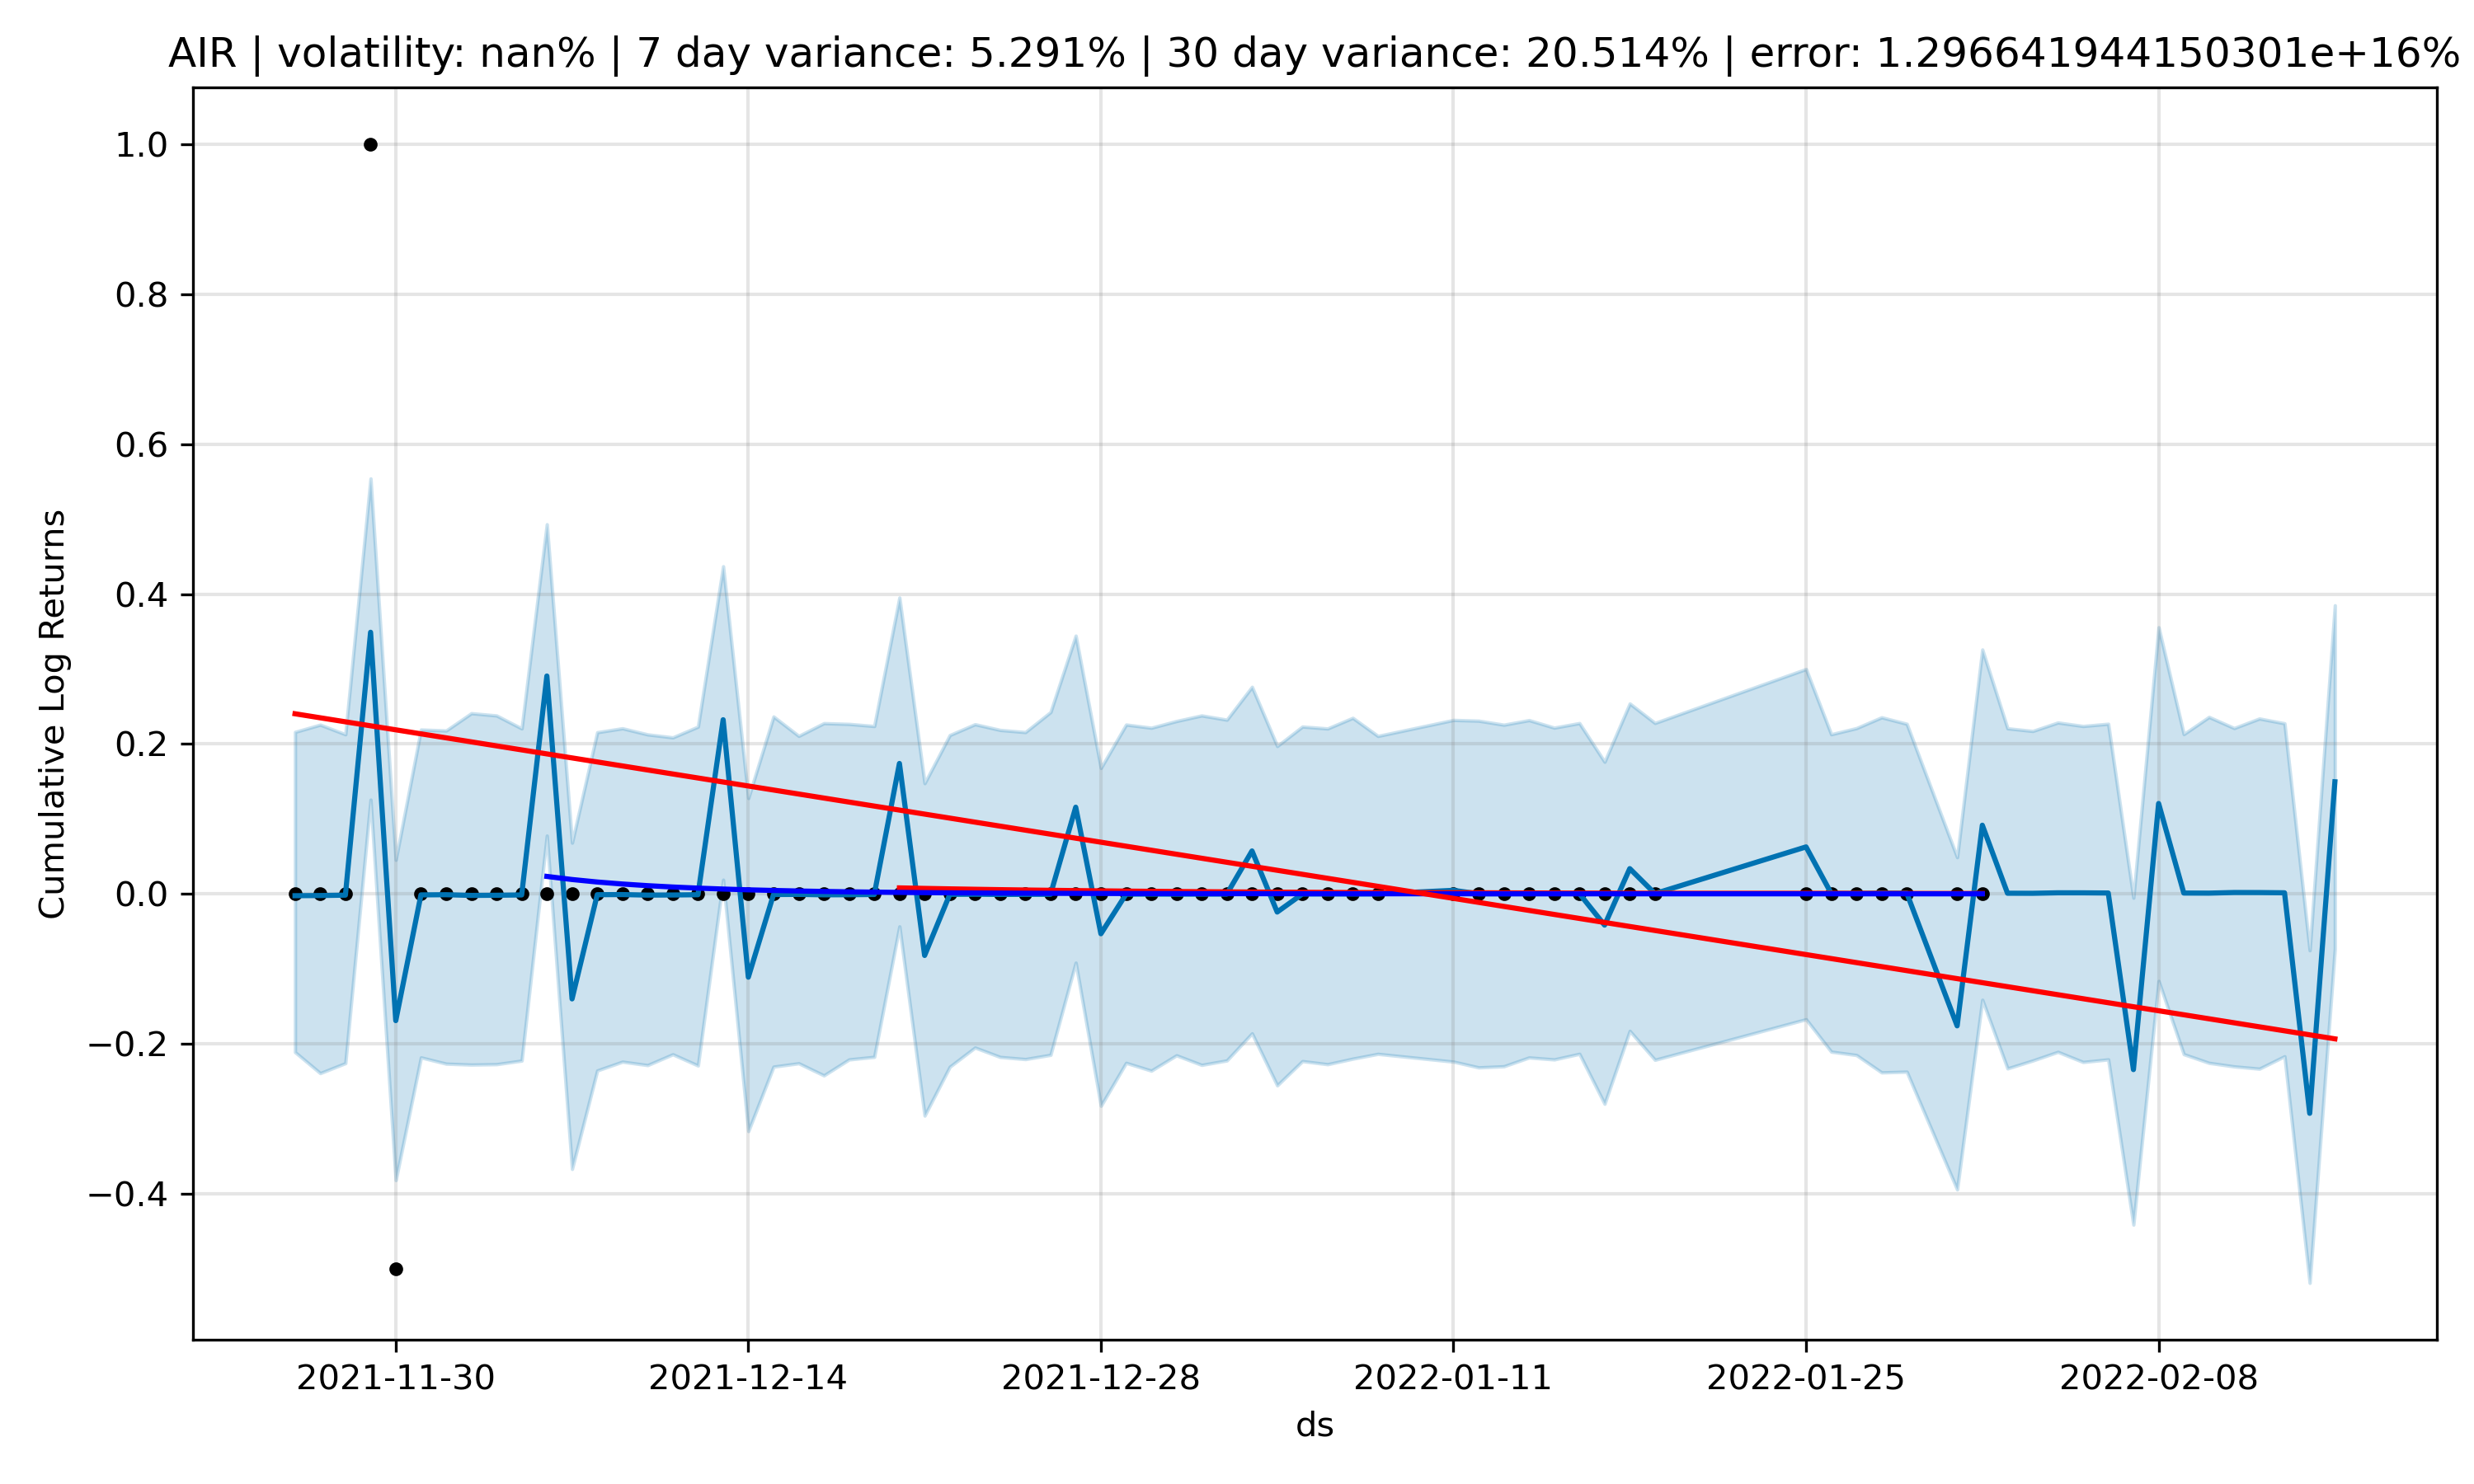 AIR | volatility: nan% | 7 day variance: 5.291% | 30 day variance: 20.514% | error: 1.296641944150301e+16%
1.0
0.8
0.6
0.4
0.2
0.0
−0.2
−0.4
Cumulative Log Returns
2021-11-30 2021-12-14 2021-12-28 2022-01-11 2022-01-25 2022-02-08
ds